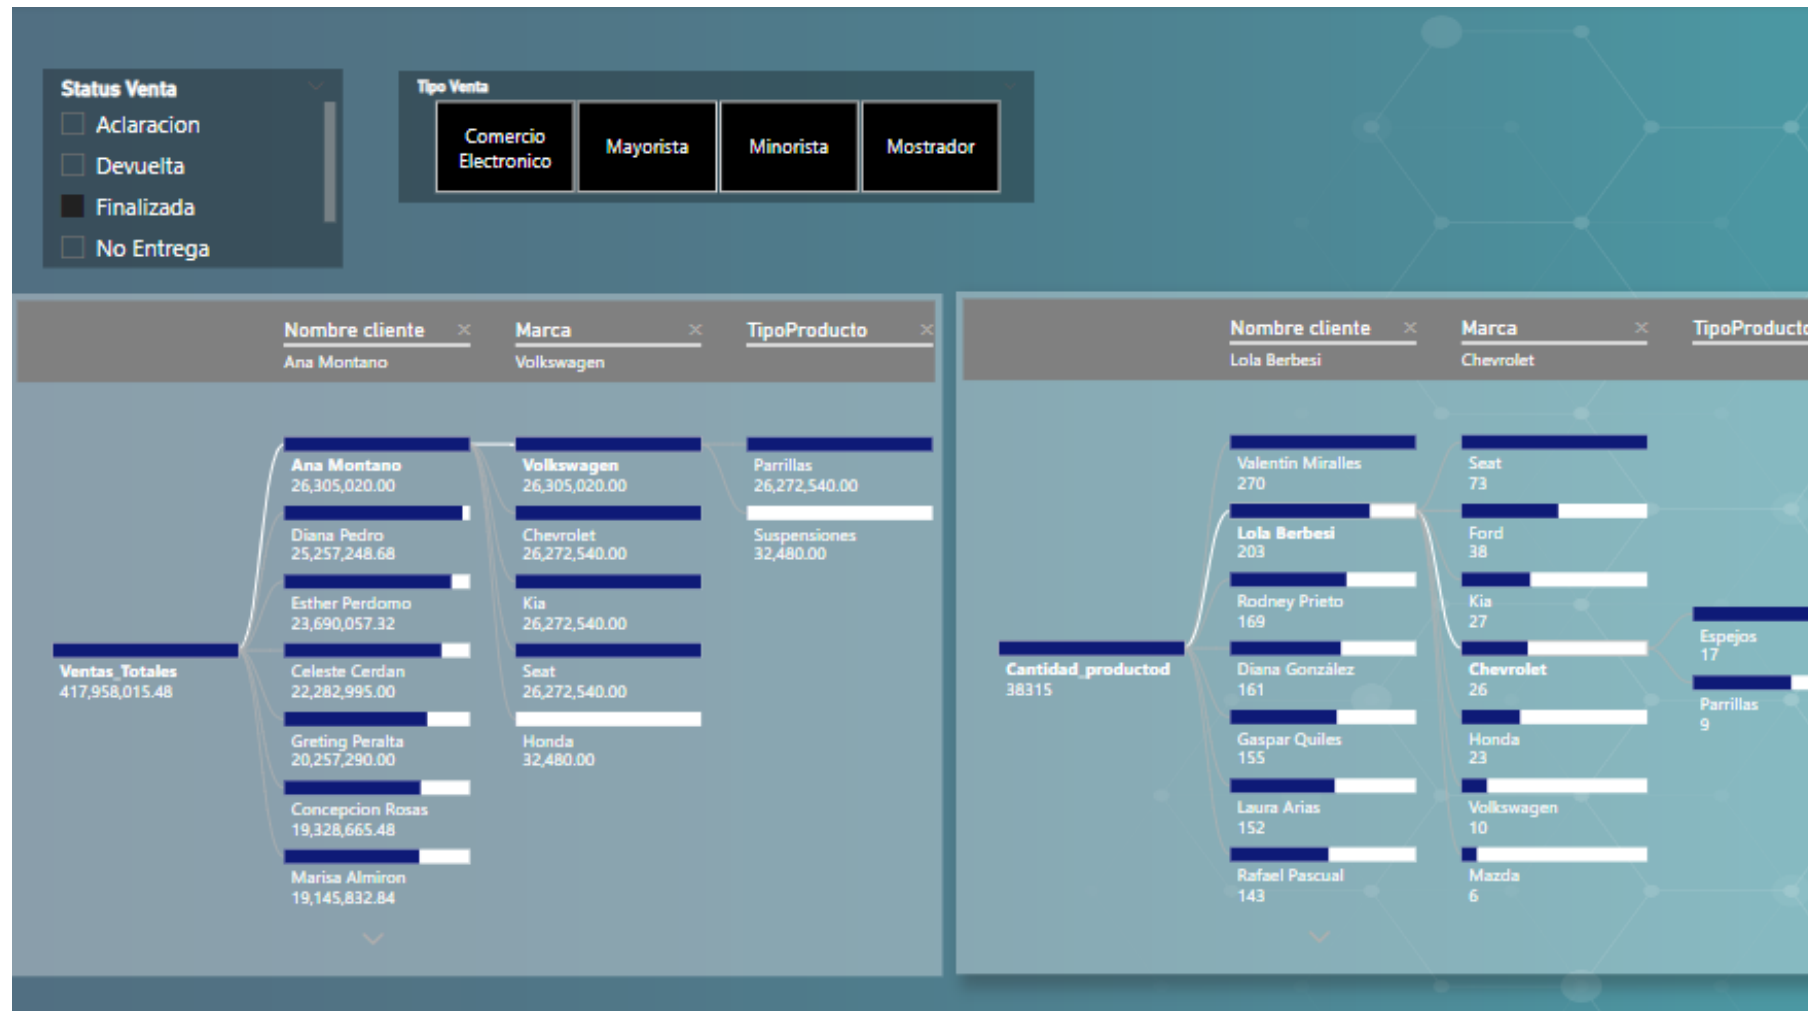 Status Venta
Aclaracion
Devuelta
Finalizada
No Entrega
Tipo Venta
Comercio
Electronico
Mayorista
Minorista
Mostrador
Nombre cliente
Ana Montano
Marca
Volkswagen
TipoProducto
Ventas_Totales
417,958,015.48
Ana Montano
26,305,020.00
Diana Pedro
25,257,248.68
Esther Perdomo
23,690,057.32
Celeste Cerdan
22,282,995.00
Greting Peralta
20,257,290.00
Concepcion Rosas
19,328,665.48
Marisa Almiron
19,145,832.84
Volkswagen
26,305,020.00
Chevrolet
26,272,540.00
Kia
26,272,540.00
Seat
26,272,540.00
Honda
32,480.00
Parrillas
26,272,540.00
Suspensiones
32,480.00
Nombre cliente
Lola Berbesi
Marca
Chevrolet
TipoProducto
Cantidad_productod
38315
Valentin Miralles
270
Lola Berbesi
203
Rodney Prieto
169
Diana González
161
Gaspar Quiles
155
Laura Arias
152
Rafael Pascual
143
Seat
73
Ford
38
Kia
27
Chevrolet
26
Honda
23
Volkswagen
10
Mazda
6
Espejos
17
Parrillas
9